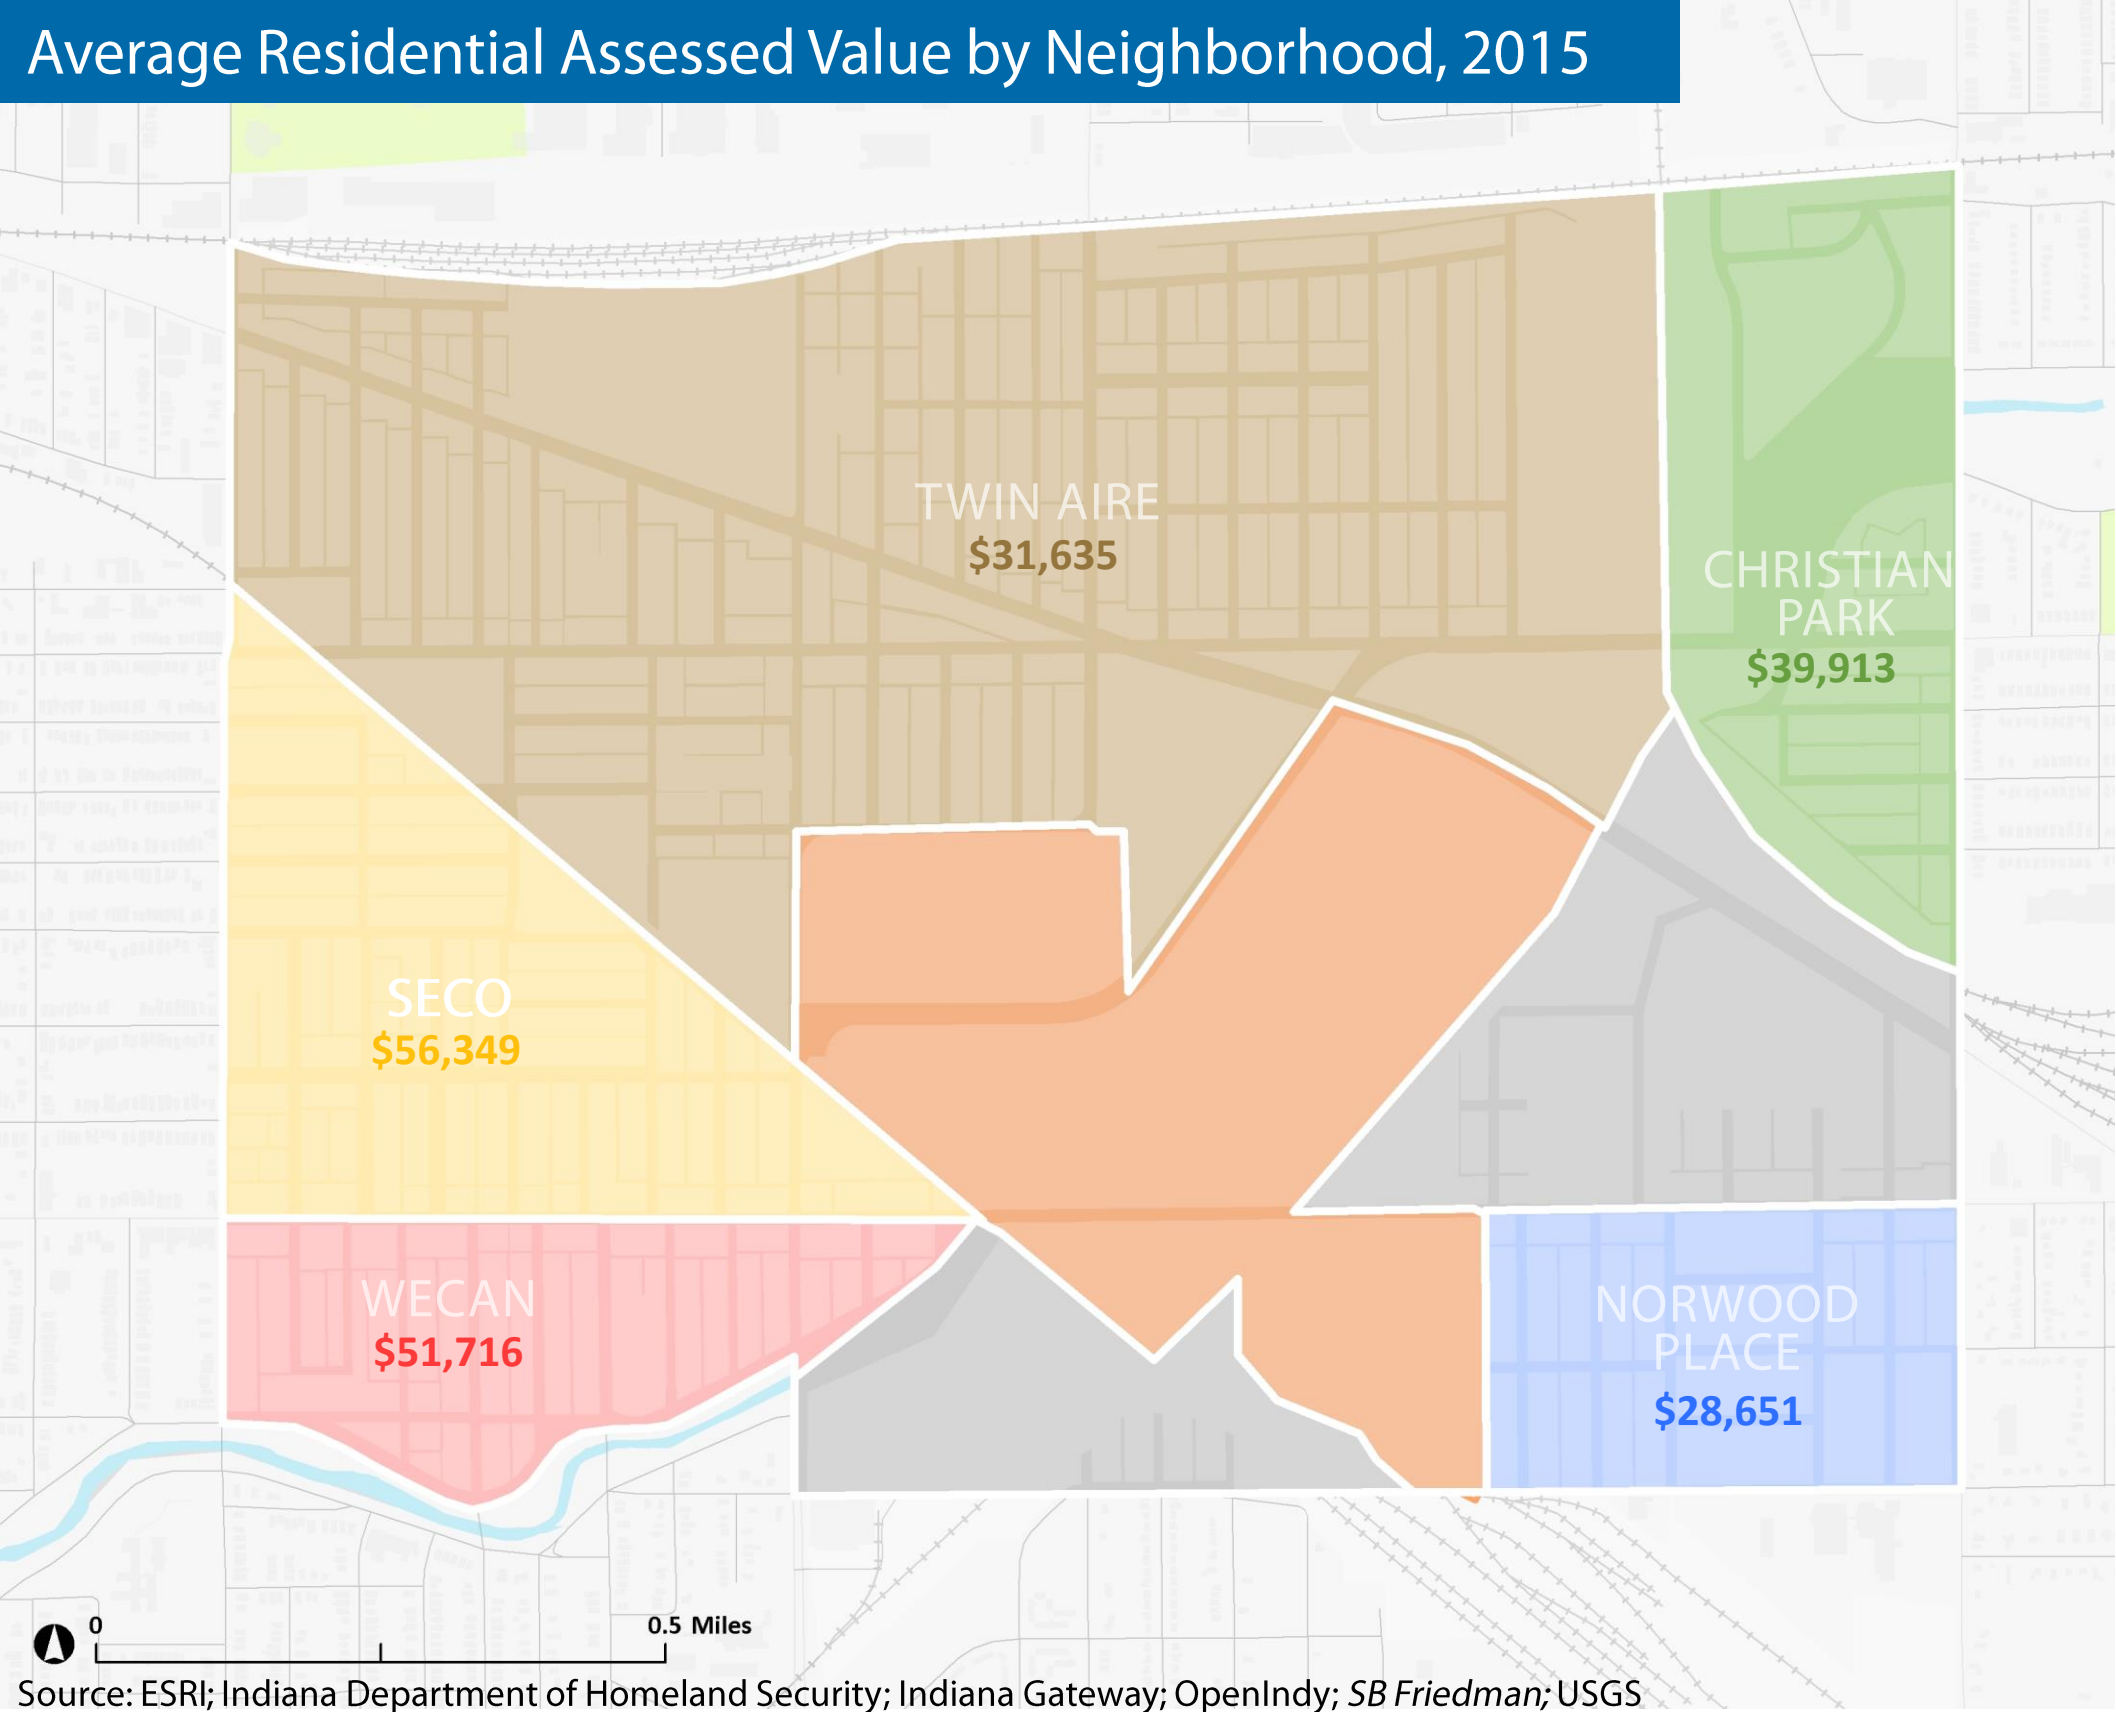 Average Residential Assessed Value by Neighborhood, 2015
TWIN AIRE
$31,635
CHRISTIAN
PARK
$39,913
SECO
$56,349
WECAN
$51,716
NORWOOD
PLACE
$28,651
0
0.5 Miles
Source: ESRI; Indiana Department of Homeland Security; Indiana Gateway; OpenIndy; SB Friedman; USGS